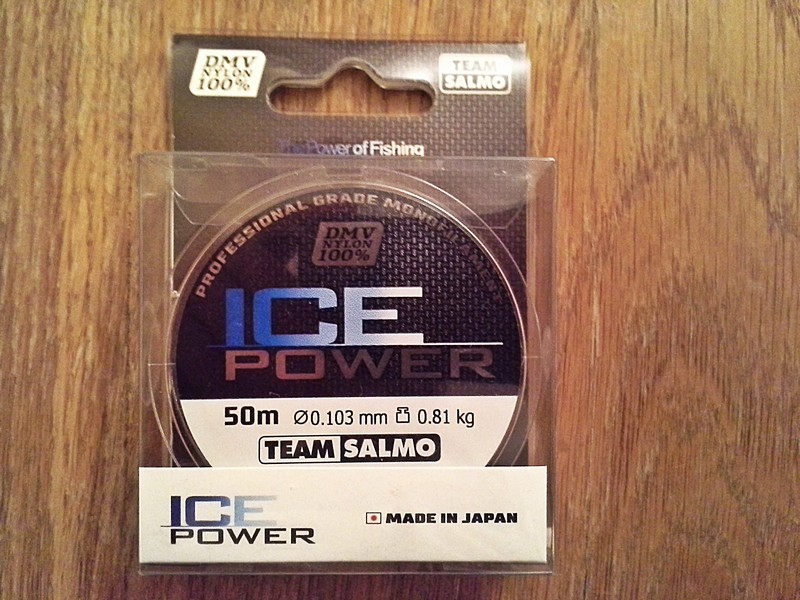 DMV
NYLON
100%
TEAM
SALMO
The Power of Fishing
PROFESSIONAL GRADE MONOFILAMENT
DMV
NYLON
100%
ICE
POWER
50m Ø0.103 mm 0.81 kg
TEAM SALMO
ICE
POWER
MADE IN JAPAN